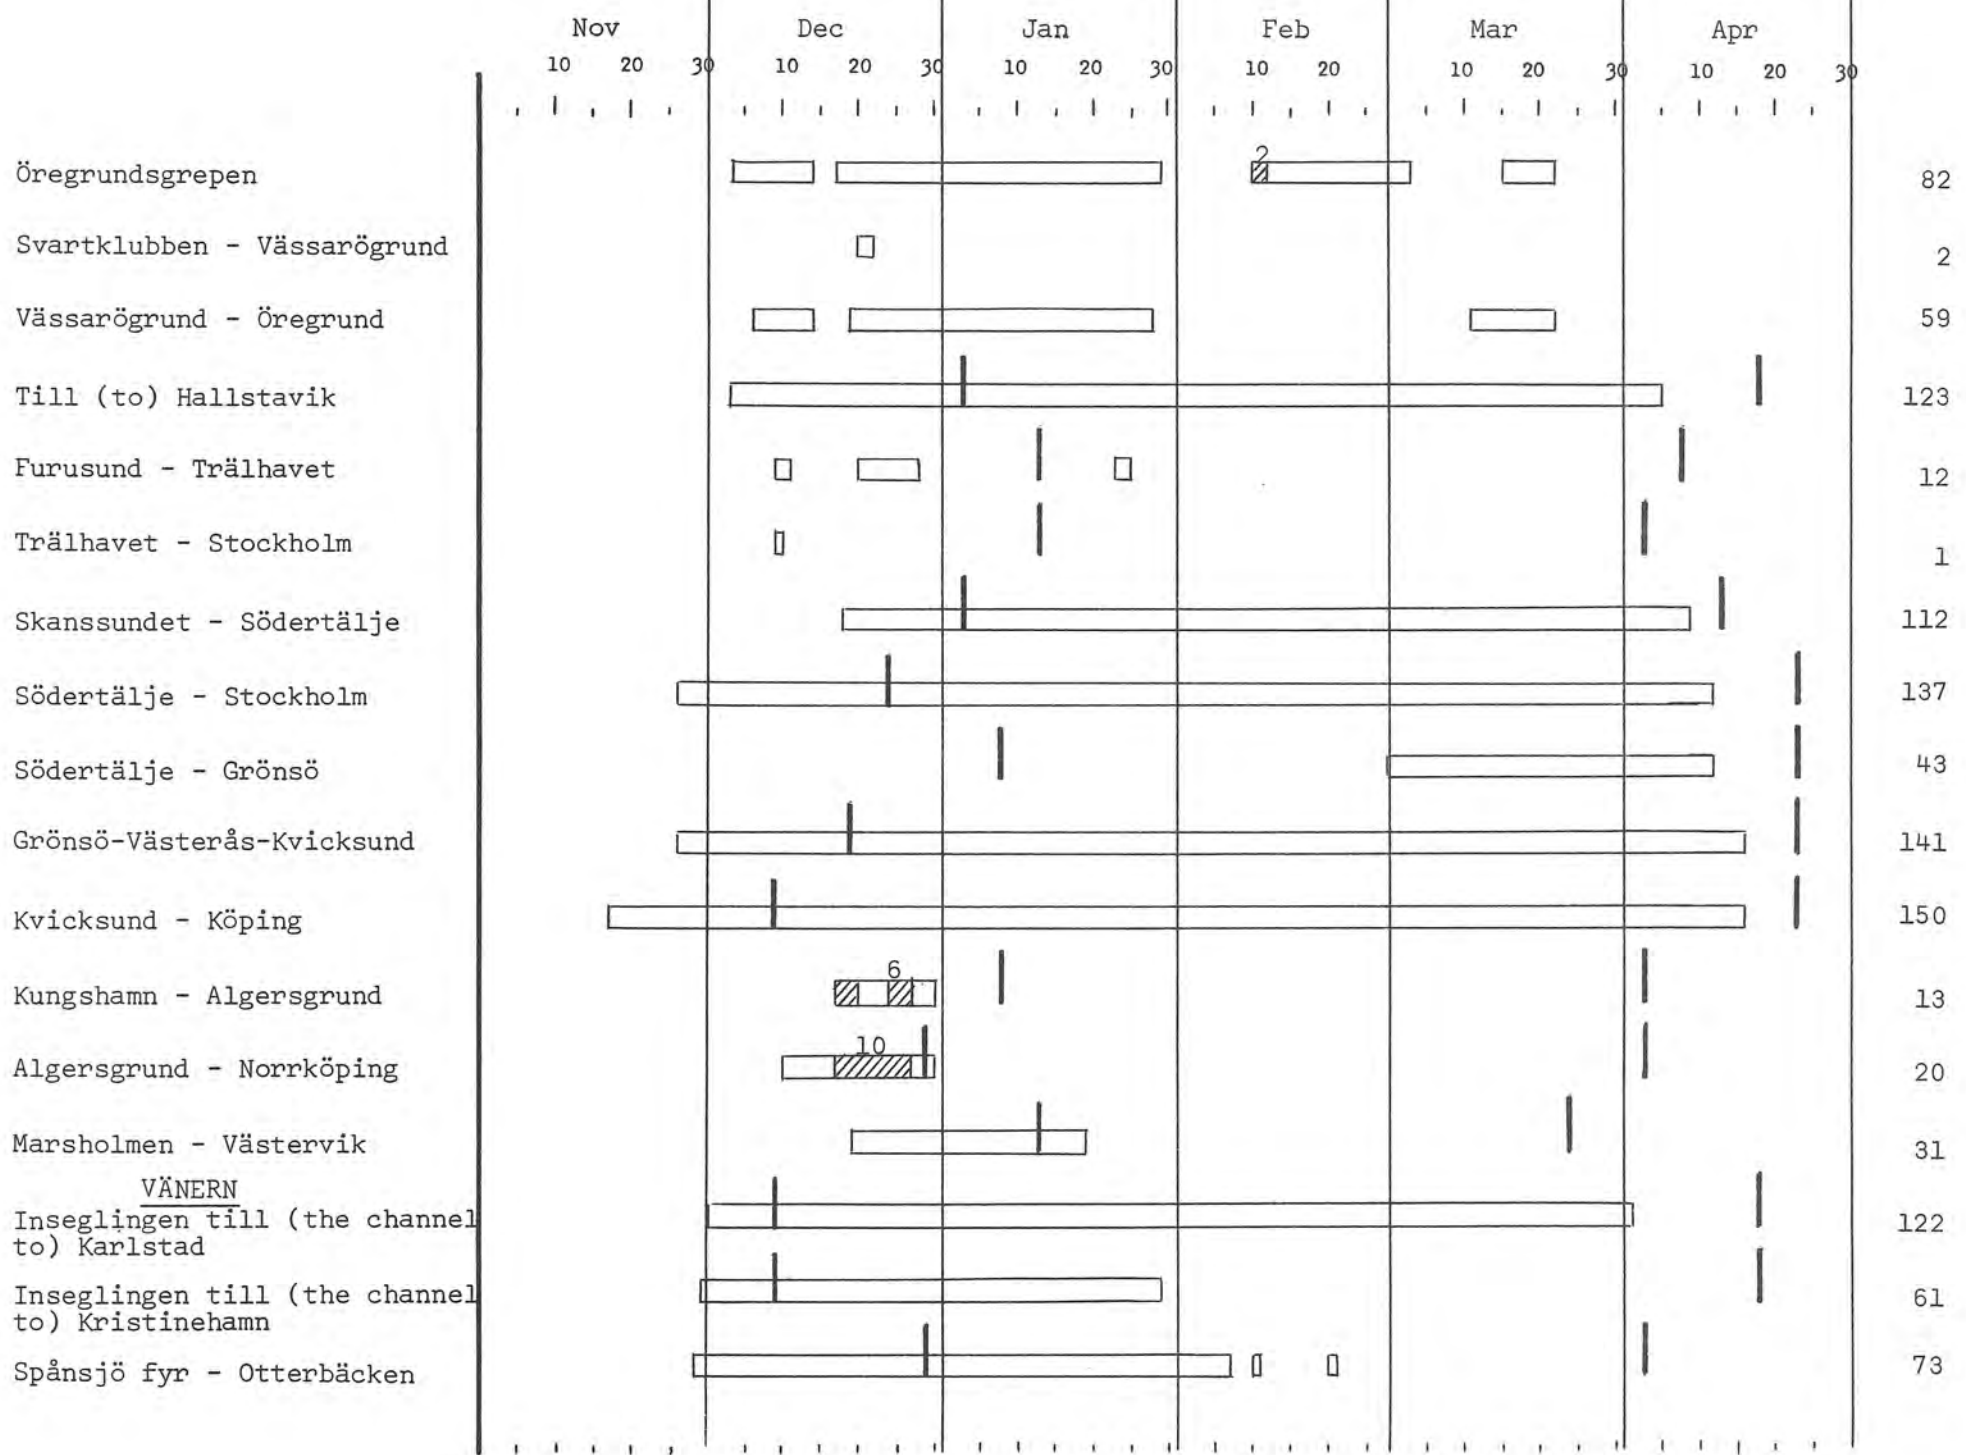 Nov Dec Jan Feb Mar Apr
10 20 30 10 20 30 10 20 30 10 20 10 20 30 10 20 30
2
Öregrundsgrepen 82
Svartklubben - Vässarögrund 2
Vässarögrund - Öregrund 59
Till (to) Hallstavik 123
Furusund - Trälhavet 12
Trälhavet - Stockholm 1
Skanssundet - Södertälje 112
Södertälje - Stockholm 137
Södertälje - Grönsö 43
Grönsö-Västerås-Kvicksund 141
Kvicksund - Köping 150
6
Kungshamn - Algersgrund 13
10
Algersgrund - Norrköping 20
Marsholmen - Västervik 31
VÄNERN
Inseglingen till (the channel 122
to) Karlstad
Inseglingen till (the channel 61
to) Kristinehamn
Spånsjö fyr - Otterbäcken 73